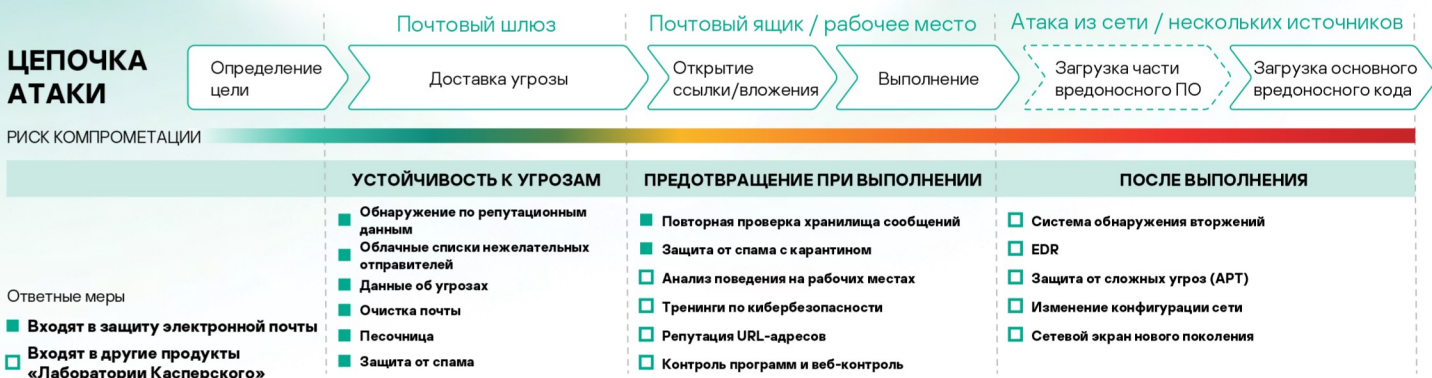 Почтовый шлюз
Почтовый ящик / рабочее место
Атака из сети / нескольких источников
ЦЕПОЧКА
АТАКИ
Определение
цели
Доставка угрозы
Открытие
ссылки/вложения
Выполнение
Загрузка части
вредоносного ПО
Загрузка основного
вредоносного кода
РИСК КОМПРОМЕТАЦИИ
УСТОЙЧИВОСТЬ К УГРОЗАМ
Обнаружение по репутационным
данным
Облачные списки нежелательных
отправителей
Данные об угрозах
Очистка почты
Песочница
Защита от спама
ПРЕДОТВРАЩЕНИЕ ПРИ ВЫПОЛНЕНИИ
Повторная проверка хранилища сообщений
Защита от спама с карантином
Анализ поведения на рабочих местах
Тренинги по кибербезопасности
Репутация URL-адресов
Контроль программ и веб-контроль
ПОСЛЕ ВЫПОЛНЕНИЯ
Система обнаружения вторжений
EDR
Защита от сложных угроз (APT)
Изменение конфигурации сети
Сетевой экран нового поколения
Ответные меры
Входят в защиту электронной почты
Входят в другие продукты
«Лаборатории Касперского»